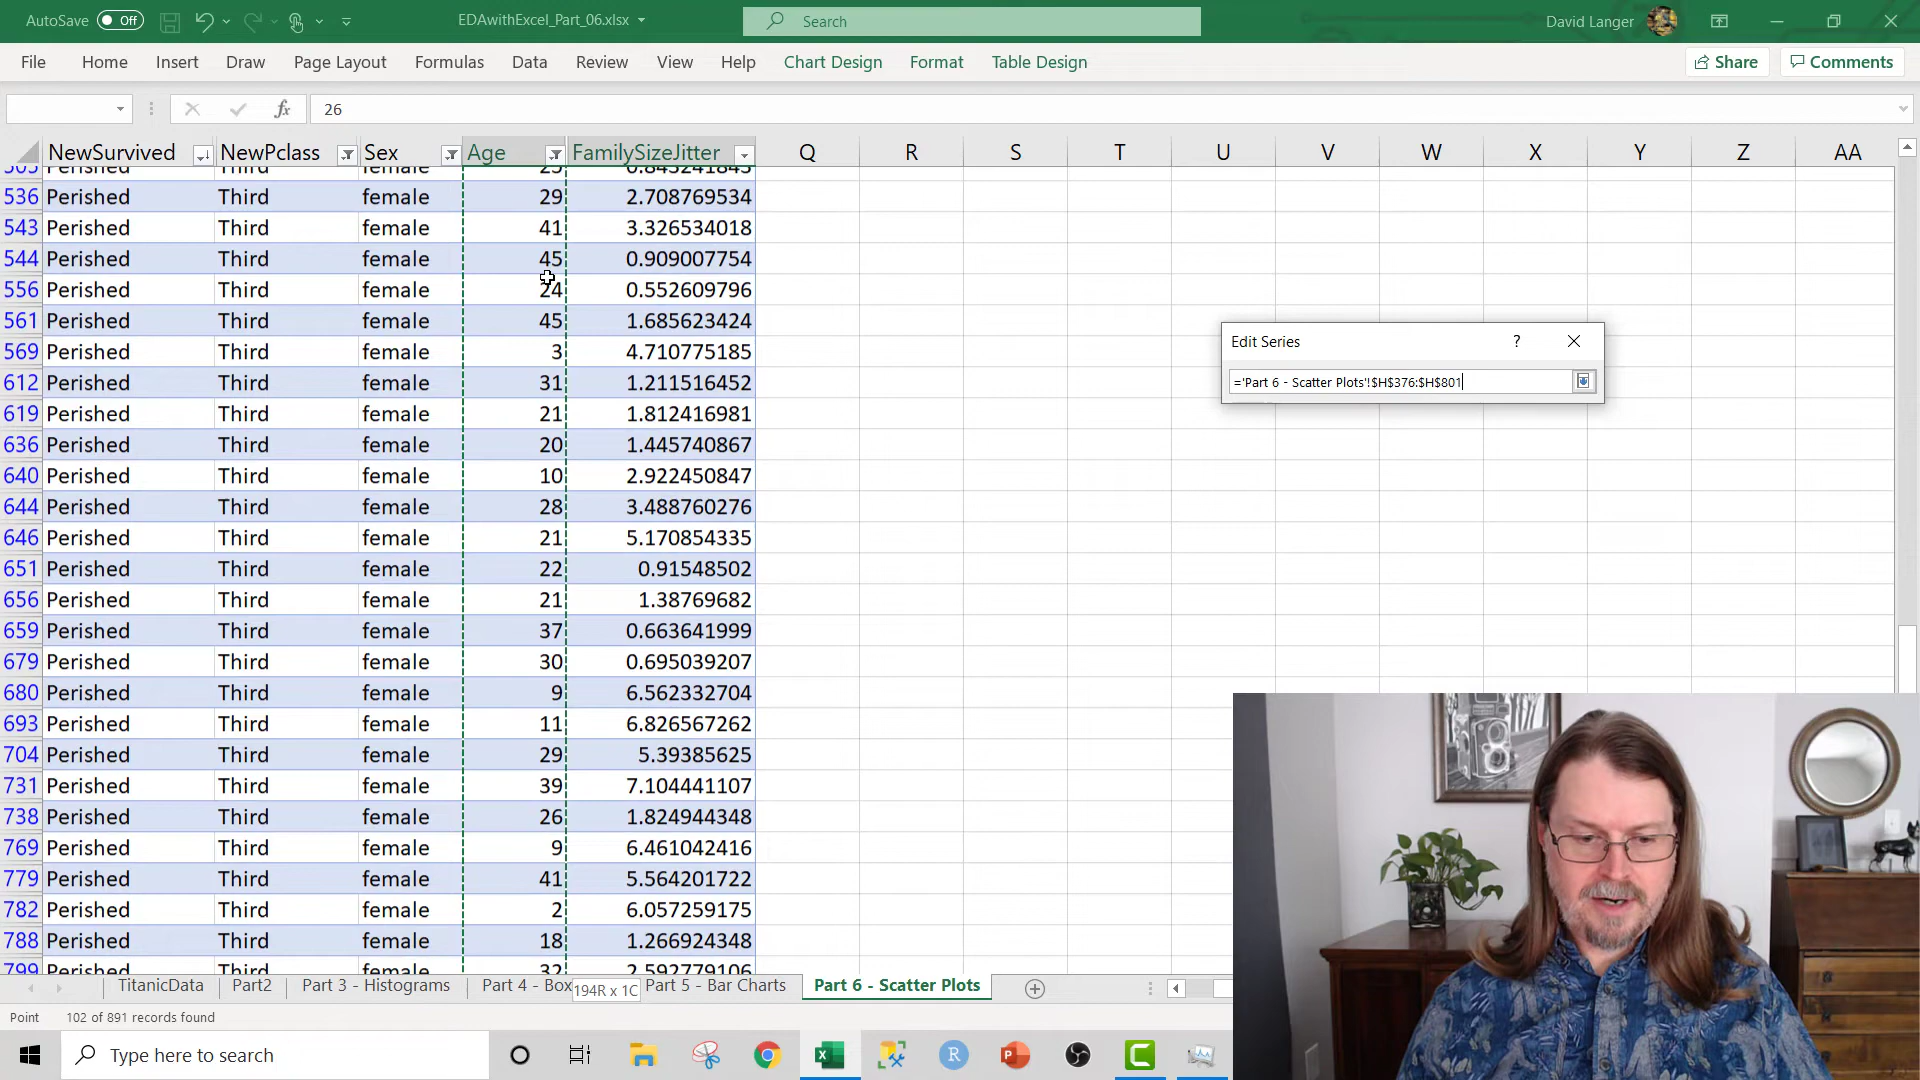 AutoSave Off EDAwithExcel_Part_06.xlsx Search David Langer
File Home Insert Draw Page Layout Formulas Data Review View Help Chart Design Format Table Design Share Comments
fx 26
NewSurvived NewPclass Sex Age FamilySizeJitter Q R S T U V W X Y Z AA
536 Perished Third female 29 2.708769534
543 Perished Third female 41 3.326534018
544 Perished Third female 45 0.909007754
556 Perished Third female 24 0.552609796
561 Perished Third female 45 1.685623424
569 Perished Third female 3 4.710775185
612 Perished Third female 31 1.211516452
619 Perished Third female 21 1.812416981
636 Perished Third female 20 1.445740867
640 Perished Third female 10 2.922450847
644 Perished Third female 28 3.488760276
646 Perished Third female 21 5.170854335
651 Perished Third female 22 0.91548502
656 Perished Third female 21 1.38769682
659 Perished Third female 37 0.663641999
679 Perished Third female 30 0.695039207
680 Perished Third female 9 6.562332704
693 Perished Third female 11 6.826567262
704 Perished Third female 29 5.39385625
731 Perished Third female 39 7.104441107
738 Perished Third female 26 1.824944348
769 Perished Third female 9 6.461042416
779 Perished Third female 41 5.564201722
782 Perished Third female 2 6.057259175
788 Perished Third female 18 1.266924348
799 Perished Third female 32 2.592779106
Edit Series ?
='Part 6 - Scatter Plots'!$H$376:$H$801
TitanicData Part2 Part 3 - Histograms Part 4 - Box 194R x 1C Part 5 - Bar Charts Part 6 - Scatter Plots
Point 102 of 891 records found
Type here to search